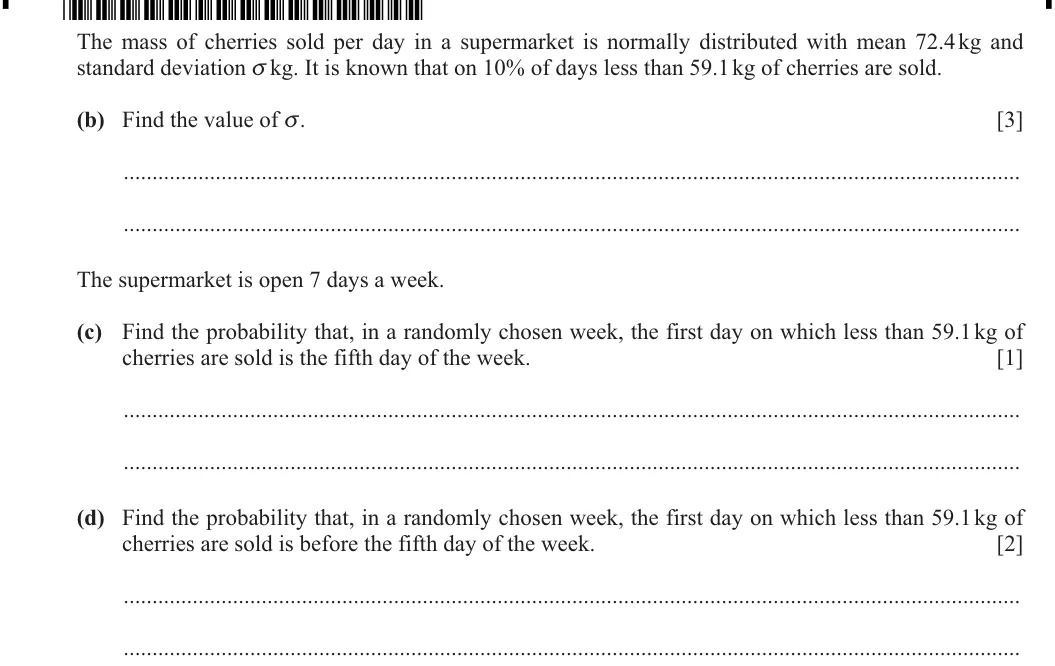 The mass of cherries sold per day in a supermarket is normally distributed with mean 72.4 kg and
standard deviation σ kg. It is known that on 10% of days less than 59.1 kg of cherries are sold.
(b) Find the value of σ. [3]
The supermarket is open 7 days a week.
(c) Find the probability that, in a randomly chosen week, the first day on which less than 59.1 kg of
cherries are sold is the fifth day of the week. [1]
(d) Find the probability that, in a randomly chosen week, the first day on which less than 59.1 kg of
cherries are sold is before the fifth day of the week. [2]